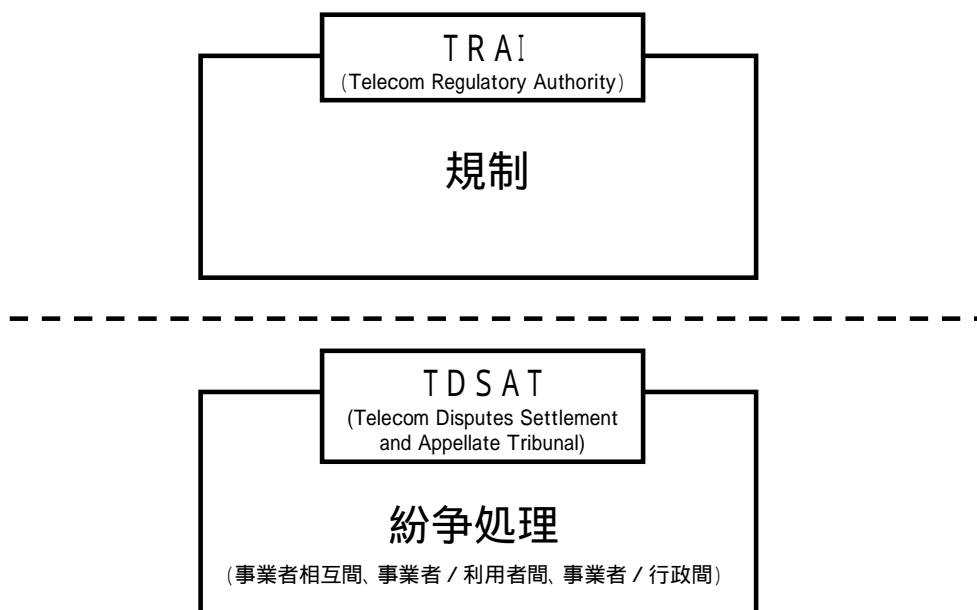 TRAI
(Telecom Regulatory Authority)
規制
TDSAT
(Telecom Disputes Settlement
and Appellate Tribunal)
紛争処理
(事業者相互間、事業者/利用者間、事業者/行政間)